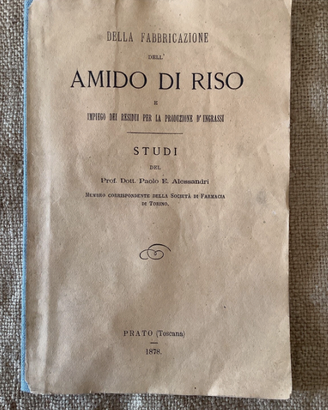 DELLA FABBRICAZIONE
DELL'
AMIDO DI RISO
E
IMPIEGO DEI RESIDUI PER LA PRODUZIONE D'INGRASSI
STUDI
DEL
Prof. Dott. Paolo E. Alessandri
MEMBRO CORRISPONDENTE DELLA SOCIETÀ DI FARMACIA
DI TORINO.
PRATO (Toscana)
1878.